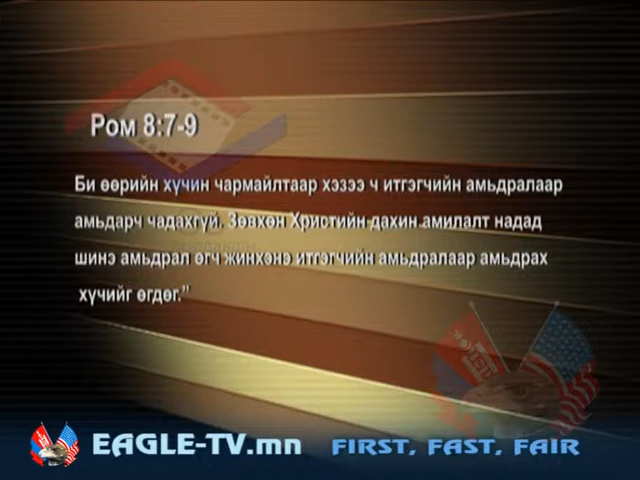 Ром 8:7-9
Би өөрийн хүчин чармайлтаар хэзээ ч итгэгчийн амьдралаар
амьдарч чадахгүй. Зөвхөн Христийн дахин амилалт надад
шинэ амьдрал өгч жинхэнэ итгэгчийн амьдралаар амьдрах
хүчийг өгдөг."
EAGLE-TV.mn FIRST, FAST, FAIR